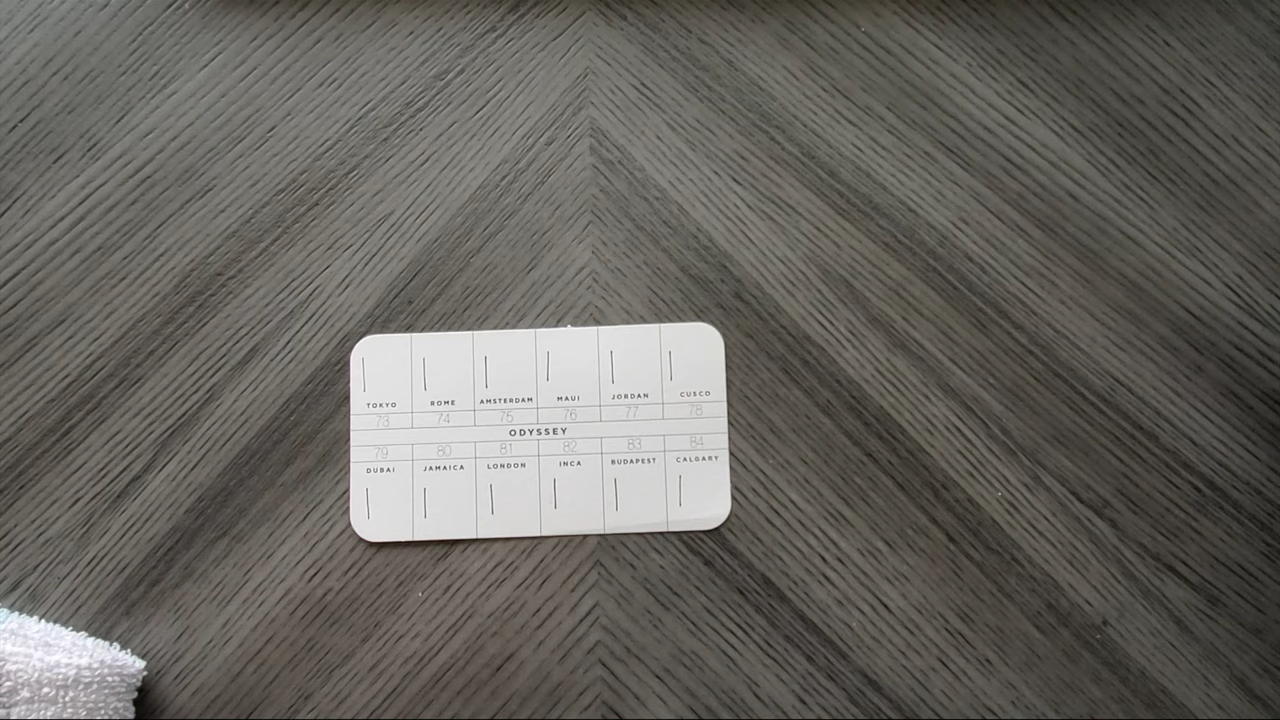 TOKYO ROME AMSTERDAM MAUI JORDAN CUSCO
73 74 75 76 77 78
ODYSSEY
79 80 81 82 83 84
DUBAI JAMAICA LONDON INCA BUDAPEST CALGARY